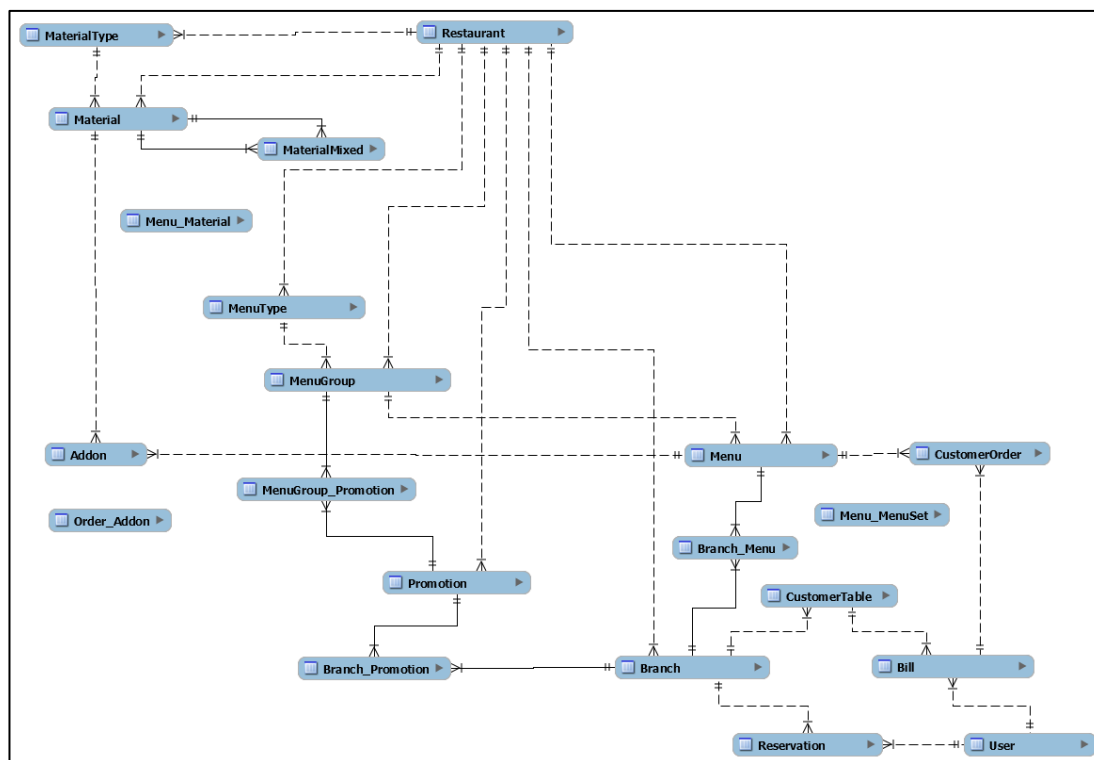 MaterialType
Restaurant
Material
MaterialMixed
Menu_Material
MenuType
MenuGroup
Addon
Menu
CustomerOrder
MenuGroup_Promotion
Order_Addon
Menu_MenuSet
Branch_Menu
Promotion
CustomerTable
Branch_Promotion
Branch
Bill
Reservation
User